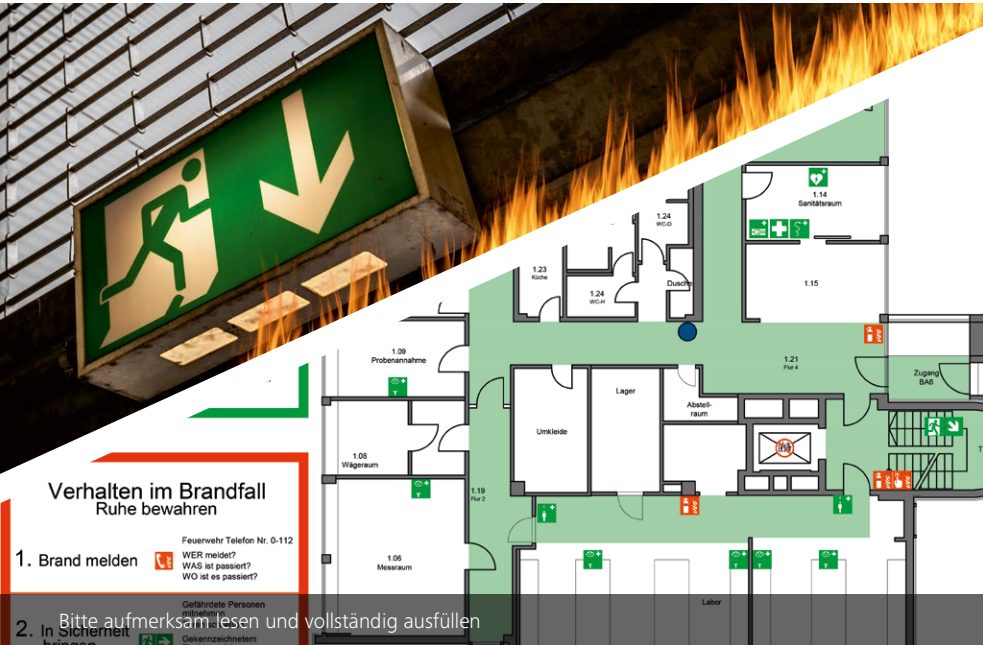 1.14
Sanitätsraum
1.24
WC-D
1.23
Küche
Dusche
1.24
WC-H
1.15
1.09
Probenannahme
1.21
Flur 4
Zugang
BA6
Lager
Abstell-
raum
Umkleide
1.08
Wägeraum
1.19
Flur 2
1.06
Messraum
Labor
T
Verhalten im Brandfall
Ruhe bewahren
1. Brand melden
Feuerwehr Telefon Nr. 0-112
WER meldet?
WAS ist passiert?
WO ist es passiert?
2. In Sicherheit
bringen
Gefährdete Personen
mitnehmen
Gekennzeichnetem
Bitte aufmerksam lesen und vollständig ausfüllen